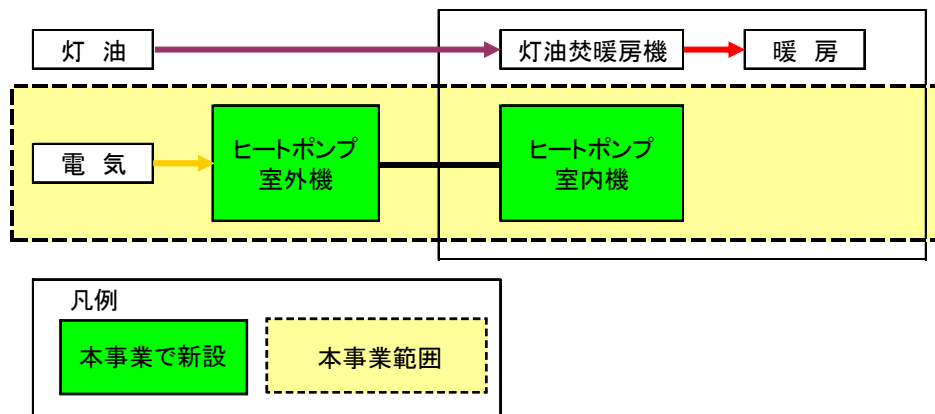 灯　油
灯油焚暖房機
暖　房
電　気
ヒートポンプ
室外機
ヒートポンプ
室内機
凡例
本事業で新設
本事業範囲